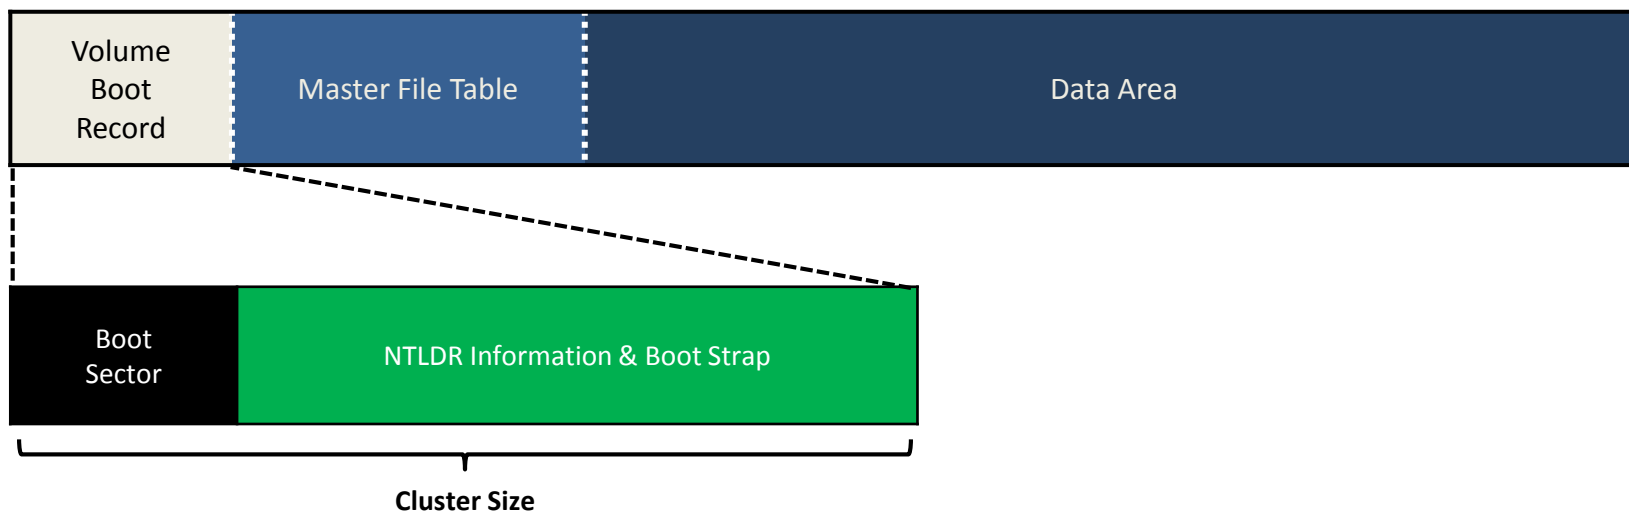 Volume
Boot
Record
Master File Table
Data Area
Boot
Sector
NTLDR Information & Boot Strap
Cluster Size